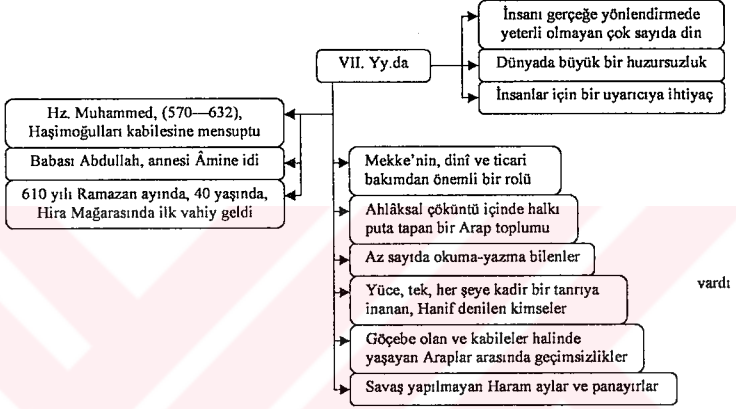 VII. Yy.da
İnsanı gerçeğe yönlendirmede
yeterli olmayan çok sayıda din
Dünyada büyük bir huzursuzluk
İnsanlar için bir uyarıcıya ihtiyaç
Hz. Muhammed, (570—632),
Haşimoğulları kabilesine mensuptu
Babası Abdullah, annesi Âmine idi
610 yılı Ramazan ayında, 40 yaşında,
Hira Mağarasında ilk vahiy geldi
Mekke'nin, dinî ve ticari
bakımdan önemli bir rolü
Ahlâksal çöküntü içinde halkı
puta tapan bir Arap toplumu
Az sayıda okuma-yazma bilenler
Yüce, tek, her şeye kadir bir tanrıya
inanan, Hanif denilen kimseler
Göçebe olan ve kabileler halinde
yaşayan Araplar arasında geçimsizlikler
Savaş yapılmayan Haram aylar ve panayırlar
vardı